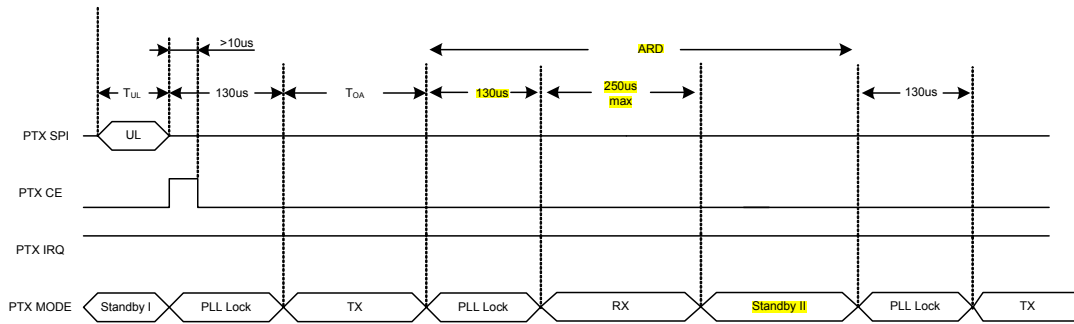 >10us
ARD
TUL
130us
TOA
130us
250us
max
130us
PTX SPI
UL
PTX CE
PTX IRQ
PTX MODE
Standby I
PLL Lock
TX
PLL Lock
RX
Standby II
PLL Lock
TX